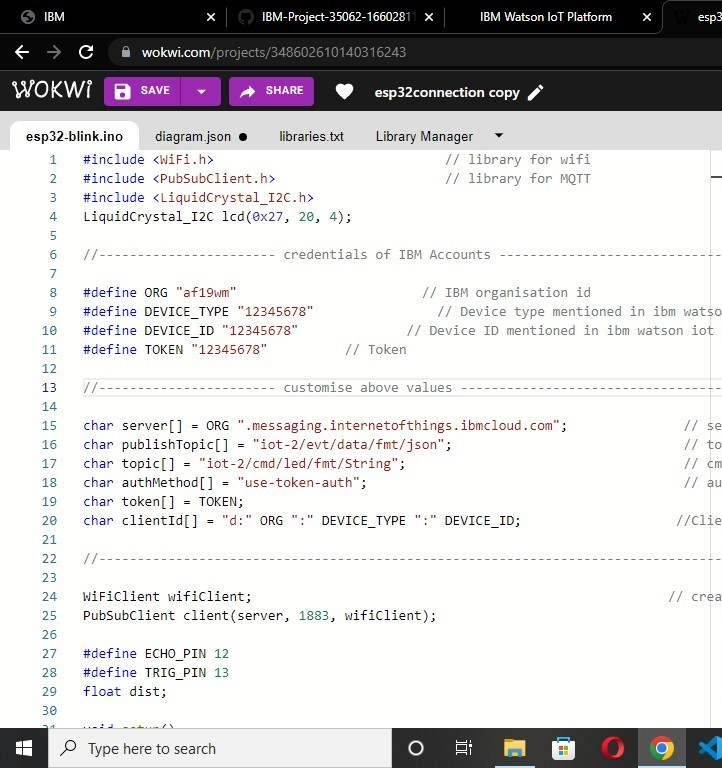 IBM
IBM-Project-35062-16602811
IBM Watson IoT Platform
esp3
wokwi.com/projects/348602610140316243
WOKWi SAVE SHARE esp32connection copy
esp32-blink.ino diagram.json libraries.txt Library Manager
1 #include <WiFi.h> // library for wifi
2 #include <PubSubClient.h> // library for MQTT
3 #include <LiquidCrystal_I2C.h>
4 LiquidCrystal_I2C lcd(0x27, 20, 4);
5
6 //----------------------- credentials of IBM Accounts -----------------------------
7
8 #define ORG "af19wm" // IBM organisation id
9 #define DEVICE_TYPE "12345678" // Device type mentioned in ibm watso
10 #define DEVICE_ID "12345678" // Device ID mentioned in ibm watson iot
11 #define TOKEN "12345678" // Token
12
13 //----------------------- customise above values ----------------------------------
14
15 char server[] = ORG ".messaging.internetofthings.ibmcloud.com"; // se
16 char publishTopic[] = "iot-2/evt/data/fmt/json"; // to
17 char topic[] = "iot-2/cmd/led/fmt/String"; // cm
18 char authMethod[] = "use-token-auth"; // au
19 char token[] = TOKEN;
20 char clientId[] = "d:" ORG ":" DEVICE_TYPE ":" DEVICE_ID; //Clie
21
22 //---------------------------------------------------------------------------------
23
24 WiFiClient wifiClient; // crea
25 PubSubClient client(server, 1883, wifiClient);
26
27 #define ECHO_PIN 12
28 #define TRIG_PIN 13
29 float dist;
30
Type here to search